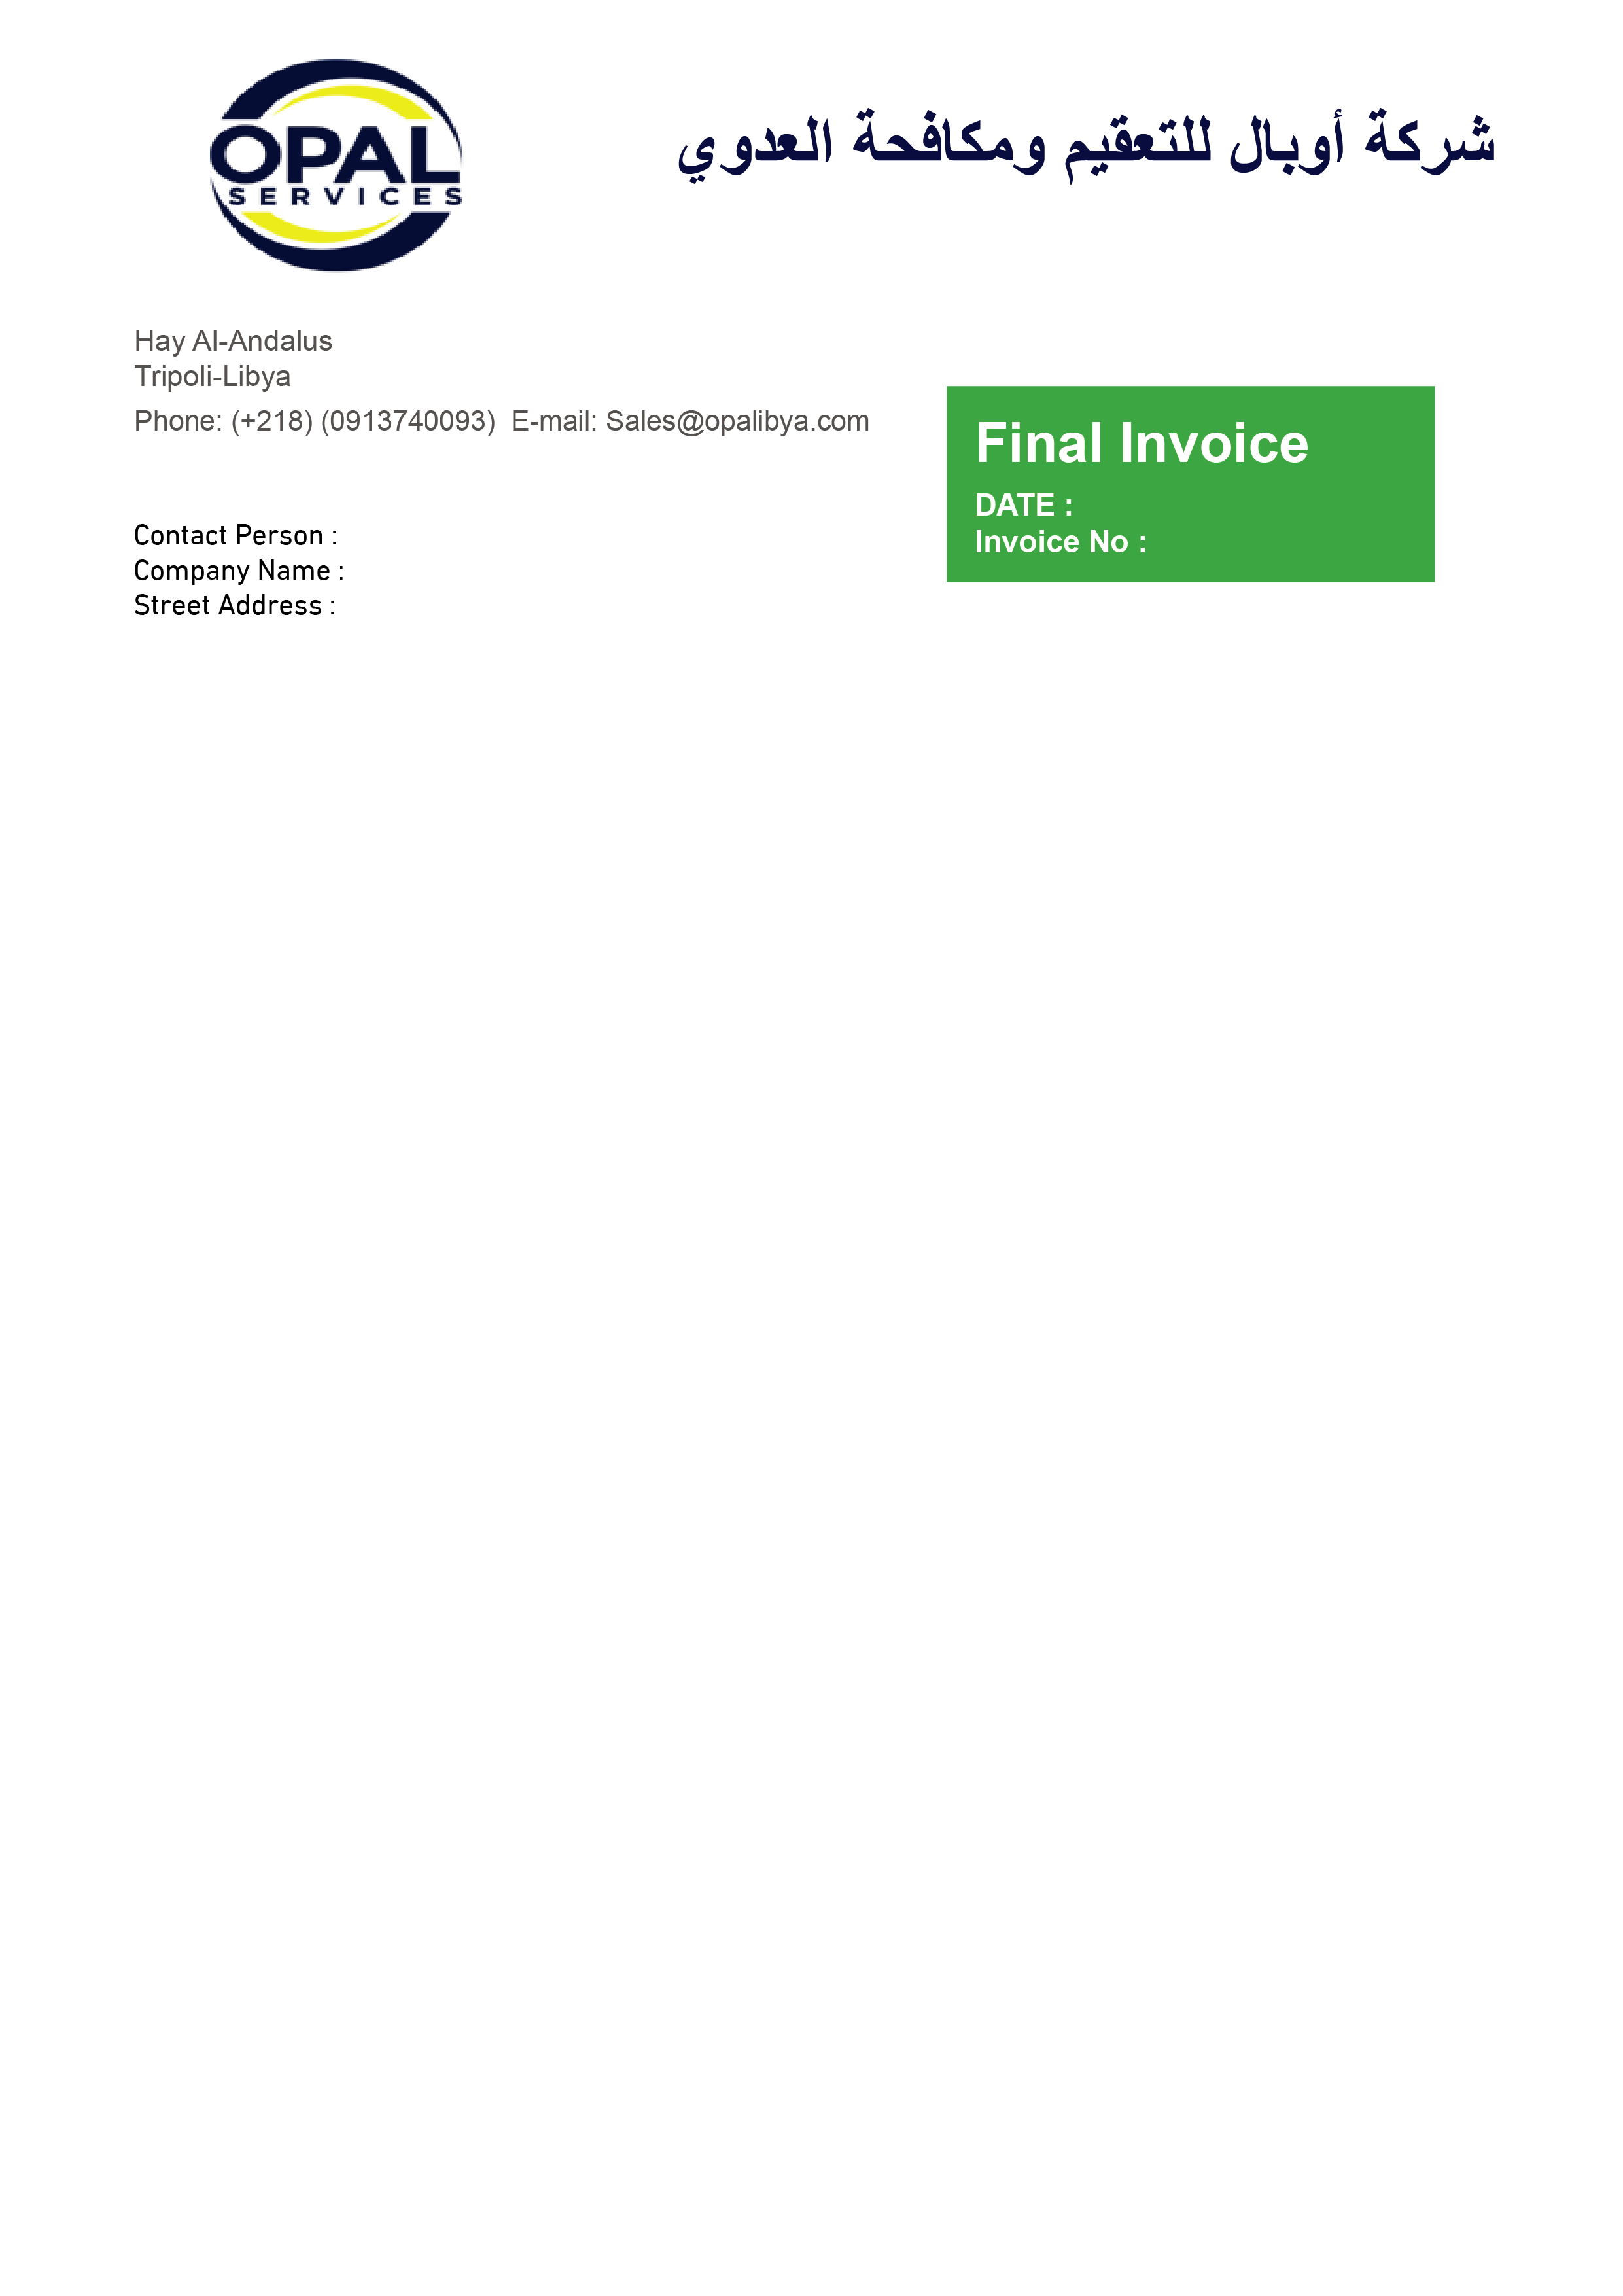 OPAL
SERVICES
شركة أوبال للتعقيم ومكافحة العدوي
Hay Al-Andalus
Tripoli-Libya
Phone: (+218) (0913740093)  E-mail: Sales@opalibya.com
Final Invoice
DATE :
Invoice No :
Contact Person :
Company Name :
Street Address :